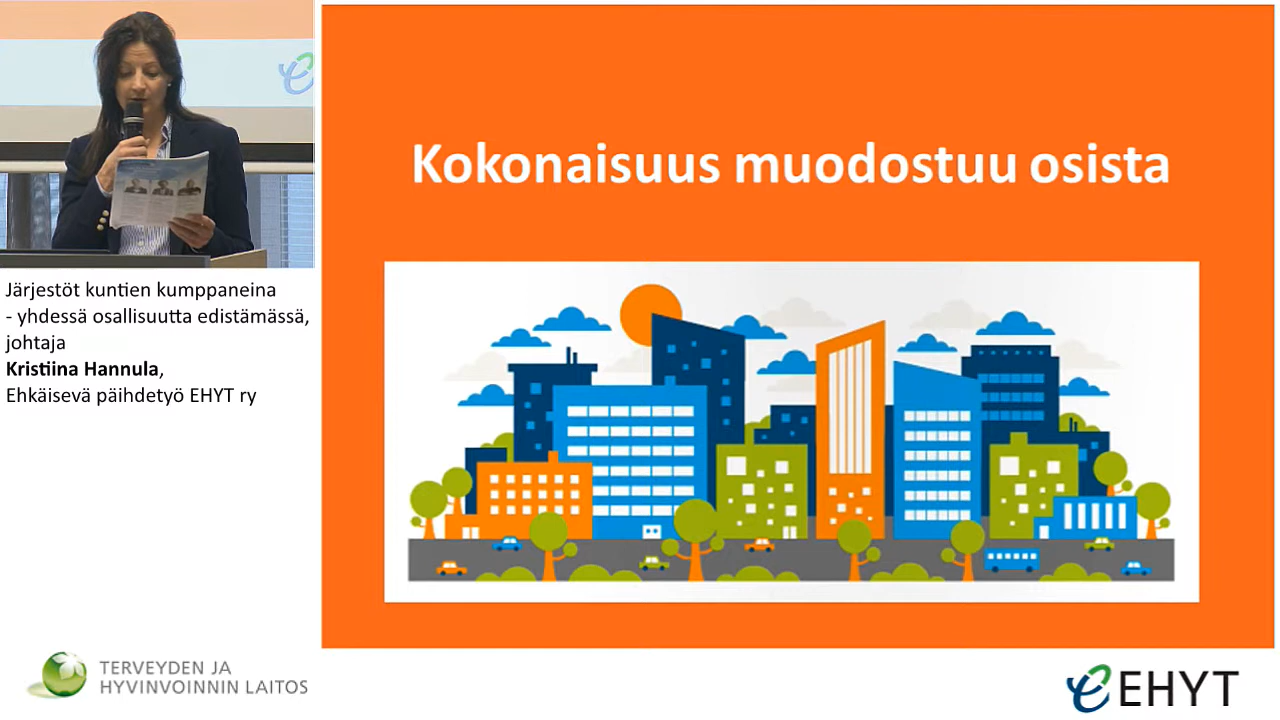 Kokonaisuus muodostuu osista
Järjestöt kuntien kumppaneina
- yhdessä osallisuutta edistämässä,
johtaja
Kristiina Hannula,
Ehkäisevä päihdetyö EHYT ry
TERVEYDEN JA
HYVINVOINNIN LAITOS
EHYT